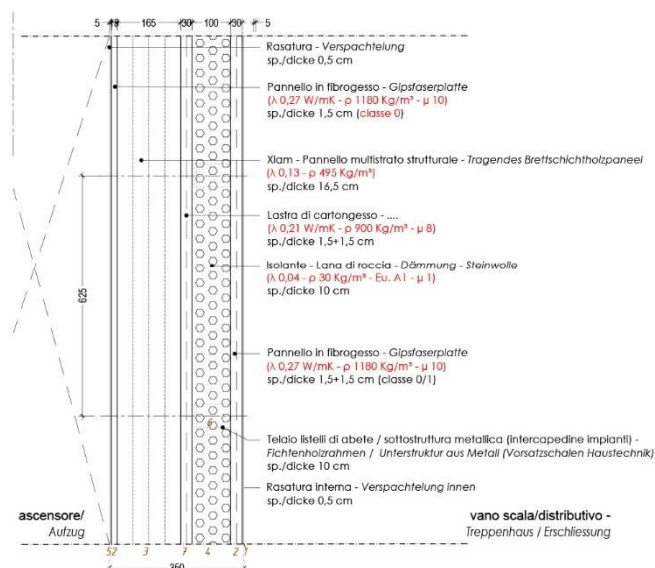 5 8 165 30 100 30 5
Rasatura - Verspachtelung
sp./dicke 0,5 cm
Pannello in fibrogesso - Gipsfaserplatte
(λ 0,27 W/mK - ρ 1180 Kg/m³ - μ 10)
sp./dicke 1,5 cm (classe 0)
Xlam - Pannello multistrato strutturale - Tragendes Brettschichtholzpaneel
(λ 0,13 - ρ 495 Kg/m³)
sp./dicke 16,5 cm
Lastra di cartongesso - ....
(λ 0,21 W/mK - ρ 900 Kg/m³ - μ 8)
sp./dicke 1,5+1,5 cm
Isolante - Lana di roccia - Dämmung - Steinwolle
(λ 0,04 - ρ 30 Kg/m³ - Eu. A1 - μ 1)
sp./dicke 10 cm
625
Pannello in fibrogesso - Gipsfaserplatte
(λ 0,27 W/mK - ρ 1180 Kg/m³ - μ 10)
sp./dicke 1,5+1,5 cm (classe 0/1)
6
Telaio listelli di abete / sottostruttura metallica (intercapedine impianti) -
Fichtenholzrahmen / Unterstruktur aus Metall (Vorsatzschalen Haustechnik)
sp./dicke 10 cm
Rasatura interna - Verspachtelung innen
sp./dicke 0,5 cm
ascensore/
Aufzug
vano scala/distributivo -
Treppenhaus / Erschliessung
5 2 3 7 4 2 1